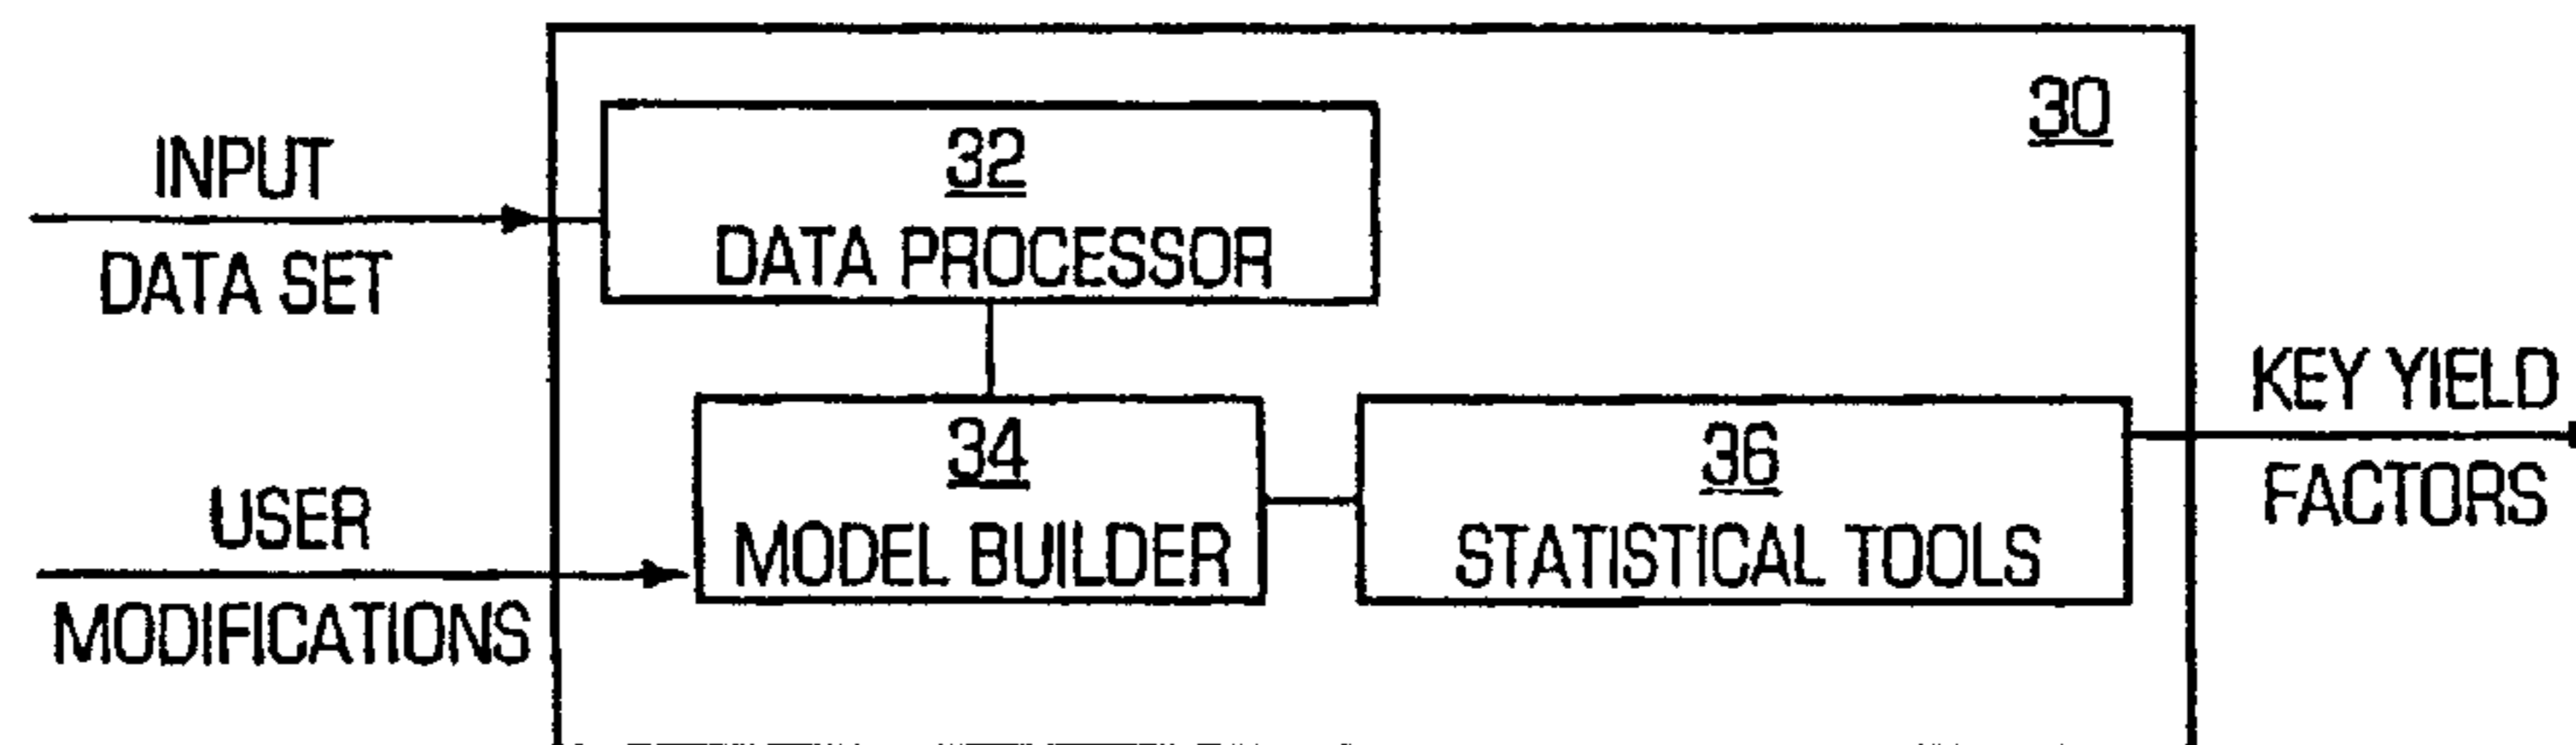 30
INPUT
DATA SET
32
DATA PROCESSOR
USER
MODIFICATIONS
34
MODEL BUILDER
36
STATISTICAL TOOLS
KEY YIELD
FACTORS